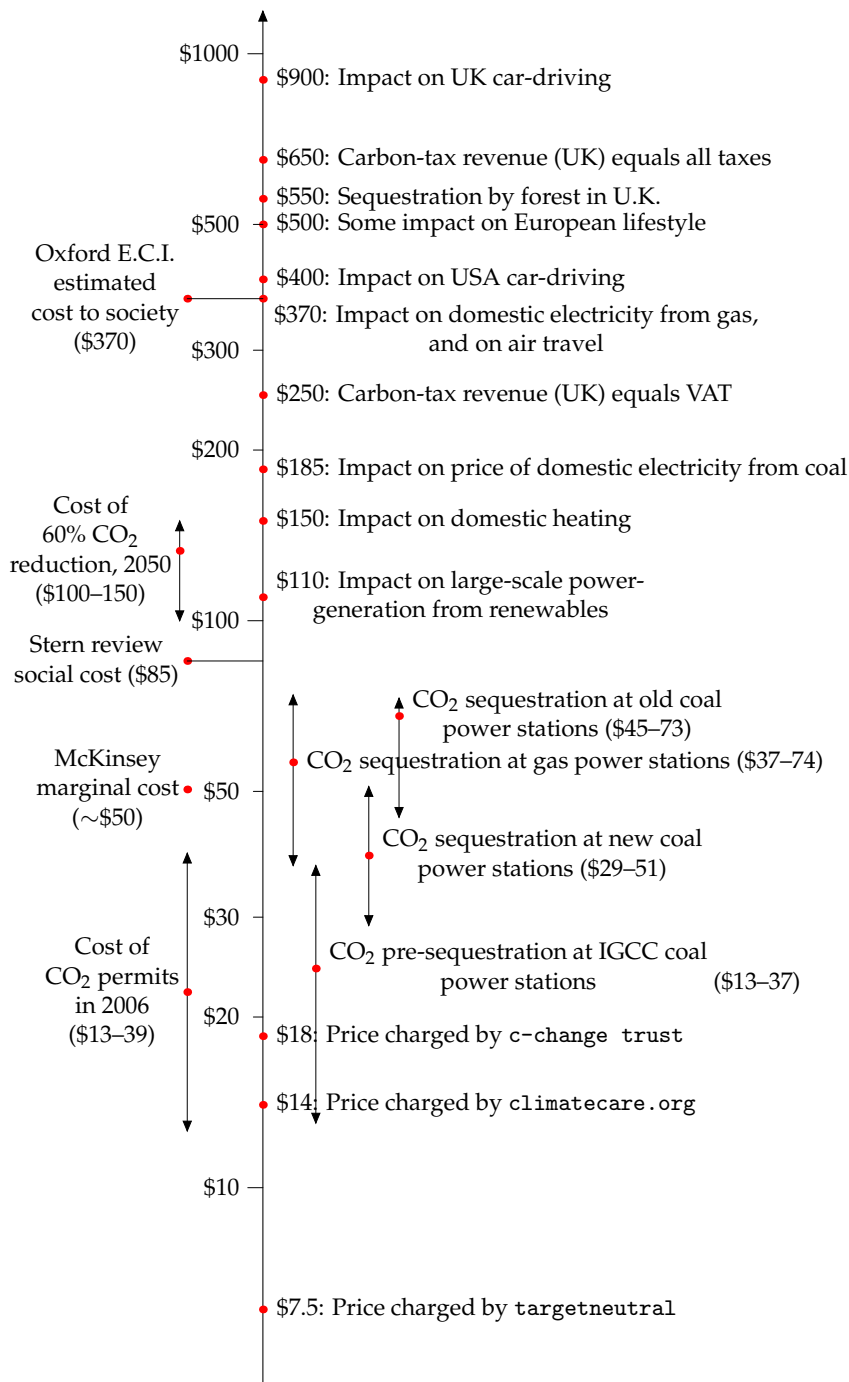 $1000
$900: Impact on UK car-driving
$650: Carbon-tax revenue (UK) equals all taxes
$550: Sequestration by forest in U.K.
$500
$500: Some impact on European lifestyle
Oxford E.C.I.
estimated
cost to society
($370)
$400: Impact on USA car-driving
$370: Impact on domestic electricity from gas,
and on air travel
$300
$250: Carbon-tax revenue (UK) equals VAT
$200
$185: Impact on price of domestic electricity from coal
Cost of
60% CO₂
reduction, 2050
($100–150)
$150: Impact on domestic heating
$110: Impact on large-scale power-
generation from renewables
$100
Stern review
social cost ($85)
CO₂ sequestration at old coal
power stations ($45–73)
CO₂ sequestration at gas power stations ($37–74)
McKinsey
marginal cost
(∼$50)
$50
CO₂ sequestration at new coal
power stations ($29–51)
$30
Cost of
CO₂ permits
in 2006
($13–39)
CO₂ pre-sequestration at IGCC coal
power stations ($13–37)
$20
$18: Price charged by c-change trust
$14: Price charged by climatecare.org
$10
$7.5: Price charged by targetneutral